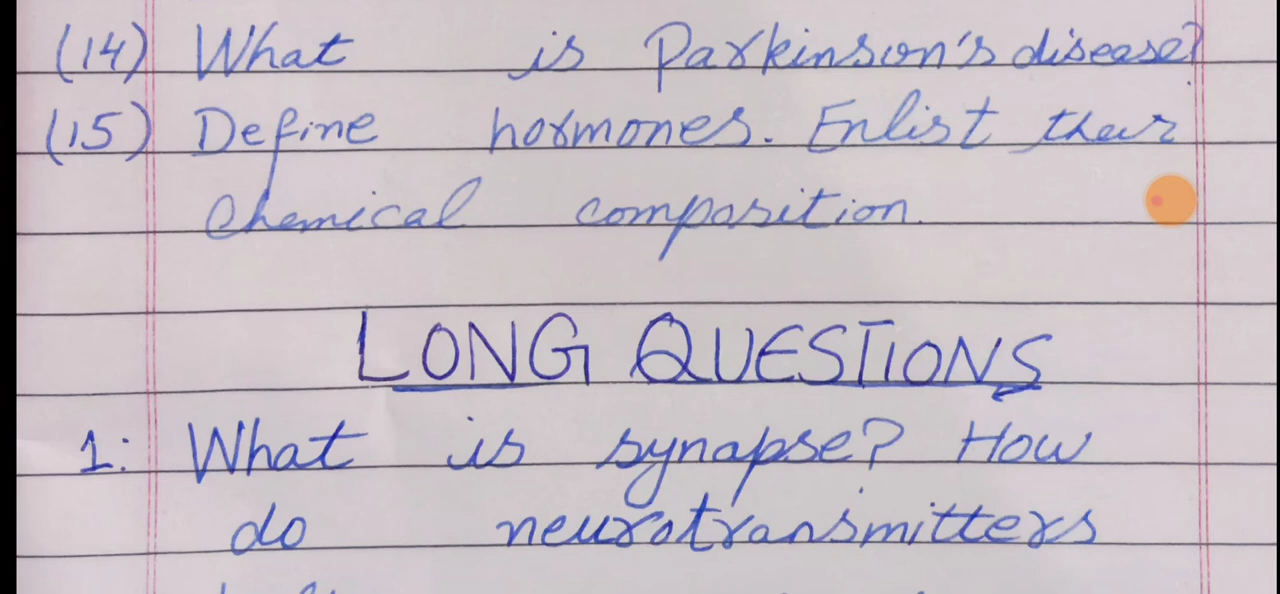 (14) What is Parkinson's disease?
(15) Define hormones. Enlist their
chemical composition.
LONG QUESTIONS
1: What is synapse? How
do neurotransmitters